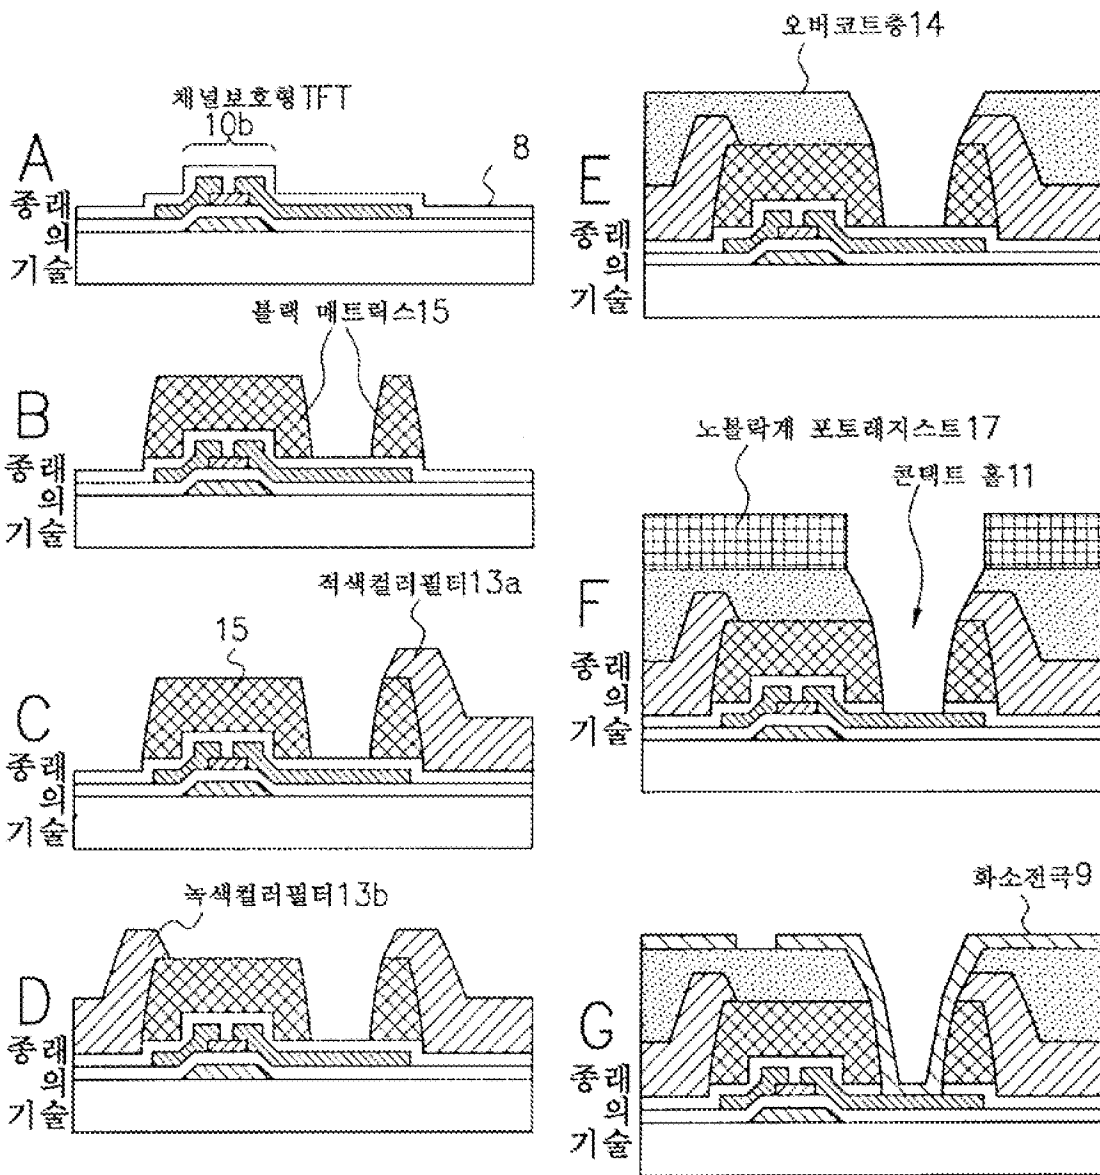 채널보호형TFT
10b
8
A
종래
의
기술
블랙 매트릭스15
B
종래
의
기술
적색컬러필터13a
15
C
종래
의
기술
녹색컬러필터13b
D
종래
의
기술
오버코트층14
E
종래
의
기술
노블락계 포토레지스트17
콘택트 홀11
F
종래
의
기술
화소전극9
G
종래
의
기술